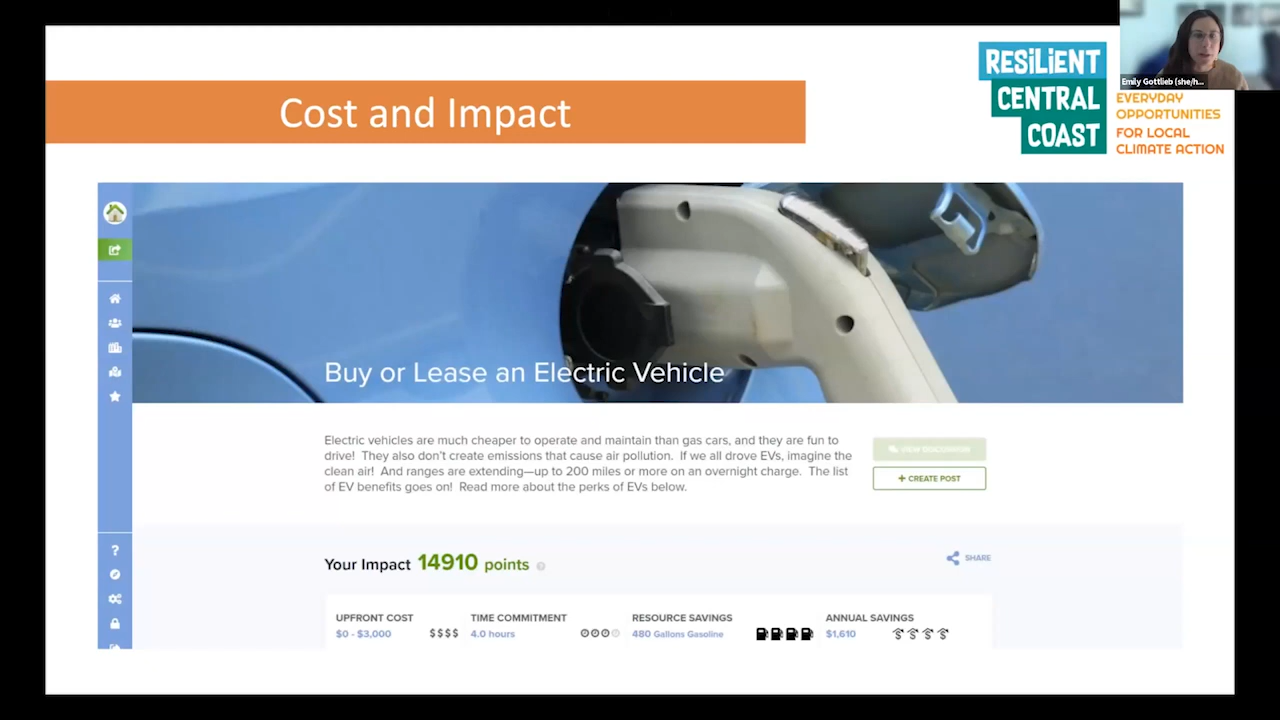 Cost and Impact
RESILIENT
CENTRAL
COAST
EVERYDAY
OPPORTUNITIES
FOR LOCAL
CLIMATE ACTION
Emily Gottlieb (she/h...
Buy or Lease an Electric Vehicle
Electric vehicles are much cheaper to operate and maintain than gas cars, and they are fun to
drive! They also don't create emissions that cause air pollution. If we all drove EVs, imagine the
clean air! And ranges are extending—up to 200 miles or more on an overnight charge. The list
of EV benefits goes on! Read more about the perks of EVs below.
VIEW DISCUSSION
+ CREATE POST
Your Impact 14910 points ?
SHARE
UPFRONT COST
$0 - $3,000 $$$$
TIME COMMITMENT
4.0 hours
RESOURCE SAVINGS
480 Gallons Gasoline
ANNUAL SAVINGS
$1,610